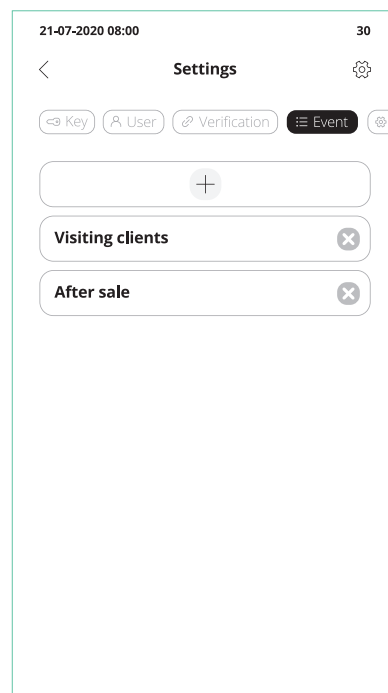 21-07-2020 08:00 30
Settings
Key User Verification Event
Visiting clients
After sale